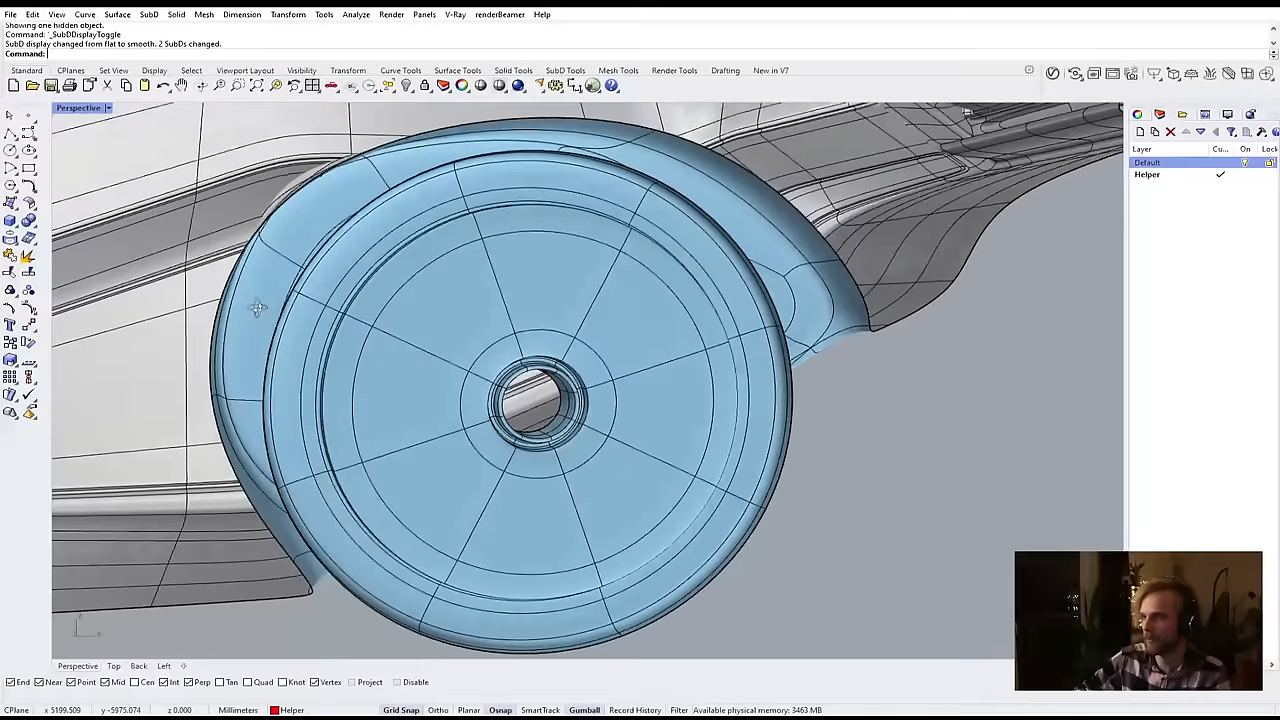 File Edit View Curve Surface SubD Solid Mesh Dimension Transform Tools Analyze Render Panels V-Ray renderBeamer Help
Showing one hidden object.
Command: '_SubDDisplayToggle
SubD display changed from flat to smooth. 2 SubDs changed.
Command:
Standard CPlanes Set View Display Select Viewport Layout Visibility Transform Curve Tools Surface Tools Solid Tools SubD Tools Mesh Tools Render Tools Drafting New in V7
Perspective
Layer Cu... On Lock
Default
Helper
Perspective Top Back Left
End Near Point Mid Cen Int Perp Tan Quad Knot Vertex Project Disable
CPlane x 5199.509 y -5975.074 z 0.000 Millimeters Helper Grid Snap Ortho Planar Osnap SmartTrack Gumball Record History Filter Available physical memory: 3463 MB